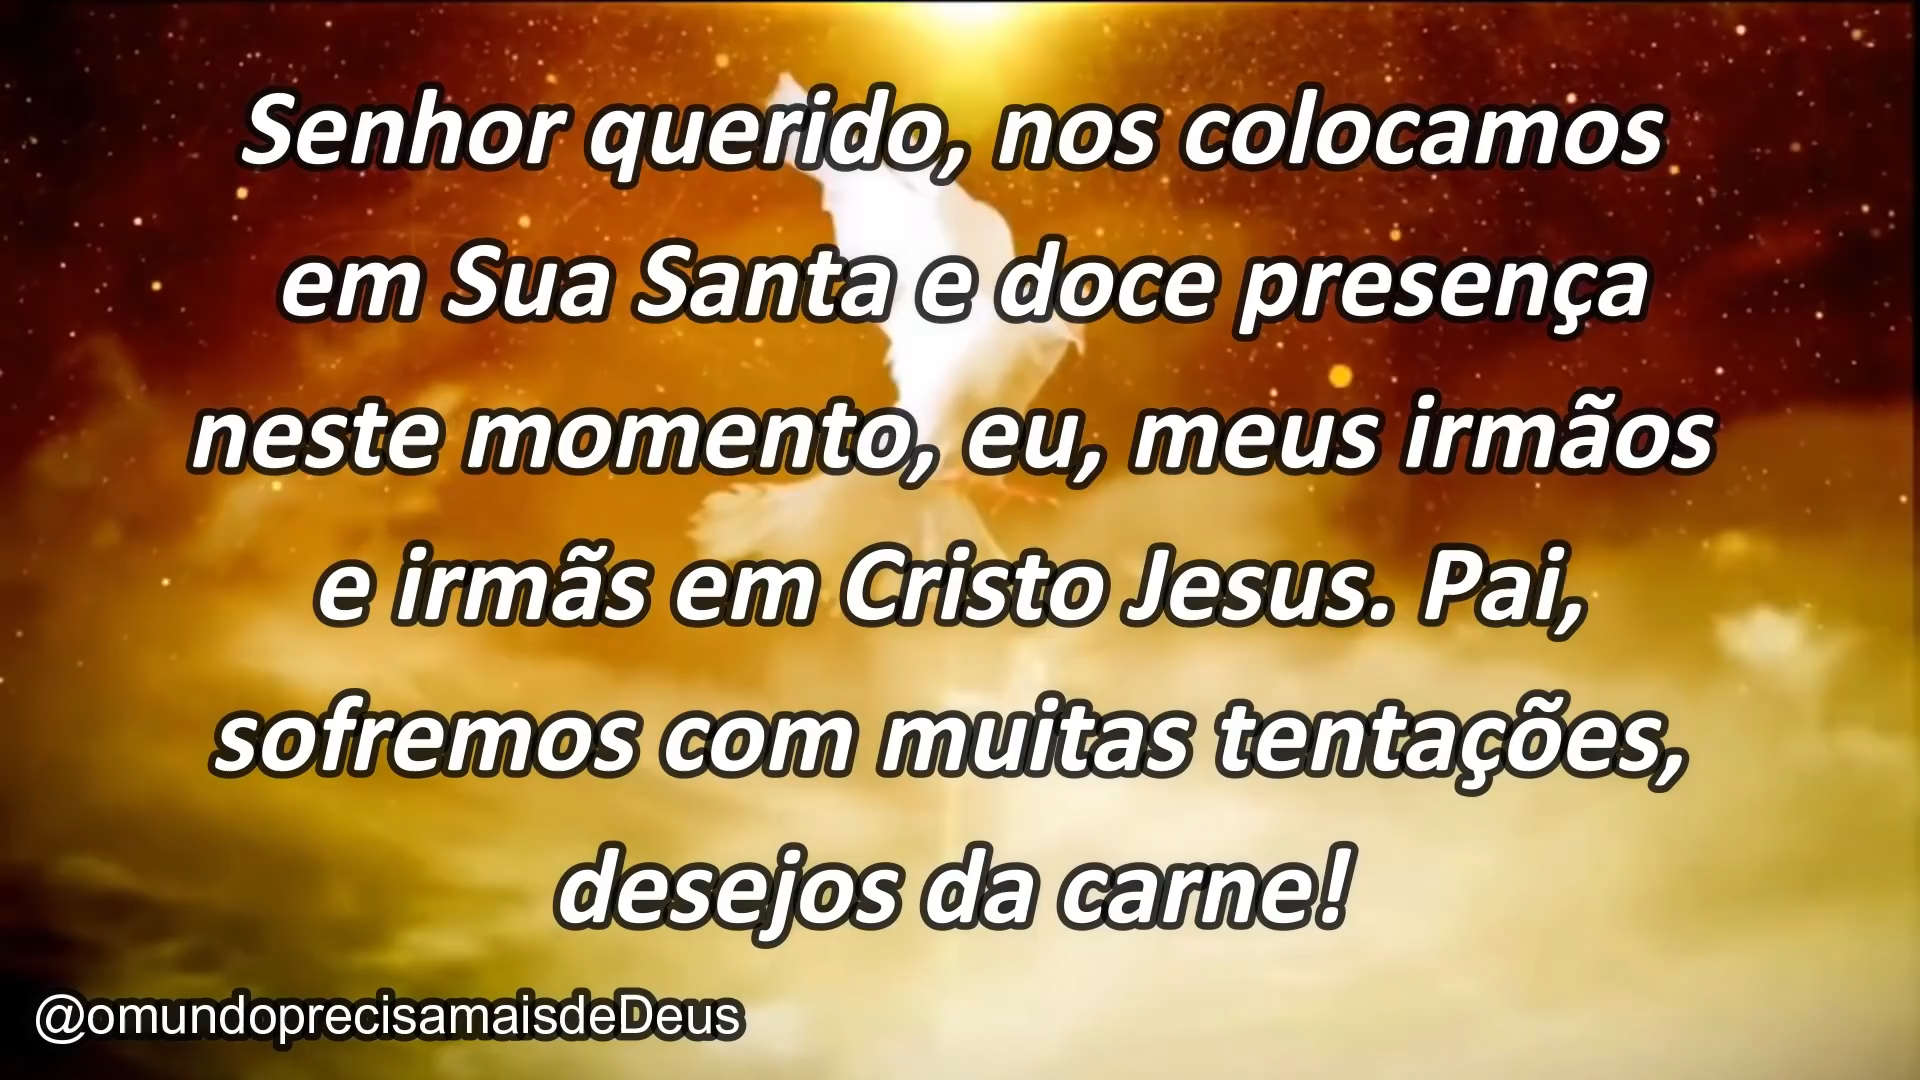 Senhor querido, nos colocamos
em Sua Santa e doce presença
neste momento, eu, meus irmãos
e irmãs em Cristo Jesus. Pai,
sofremos com muitas tentações,
desejos da carne!
@omundoprecisamaisdeDeus